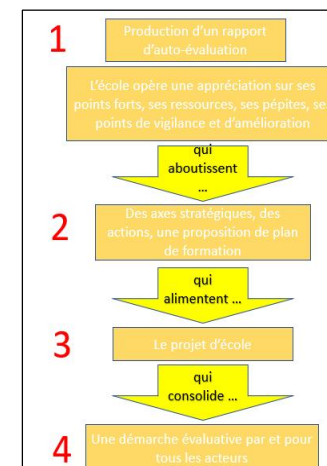 1
Production d'un rapport
d'auto-évaluation
L'école opère une appréciation sur ses
points forts, ses ressources, ses pépites, se
points de vigilance et d'amélioration
qui
aboutissent
...
2
Des axes stratégiques, des
actions, une proposition de plan
de formation
qui
alimentent ...
3
Le projet d'école
qui
consolide ...
4
Une démarche évaluative par et pour
tous les acteurs